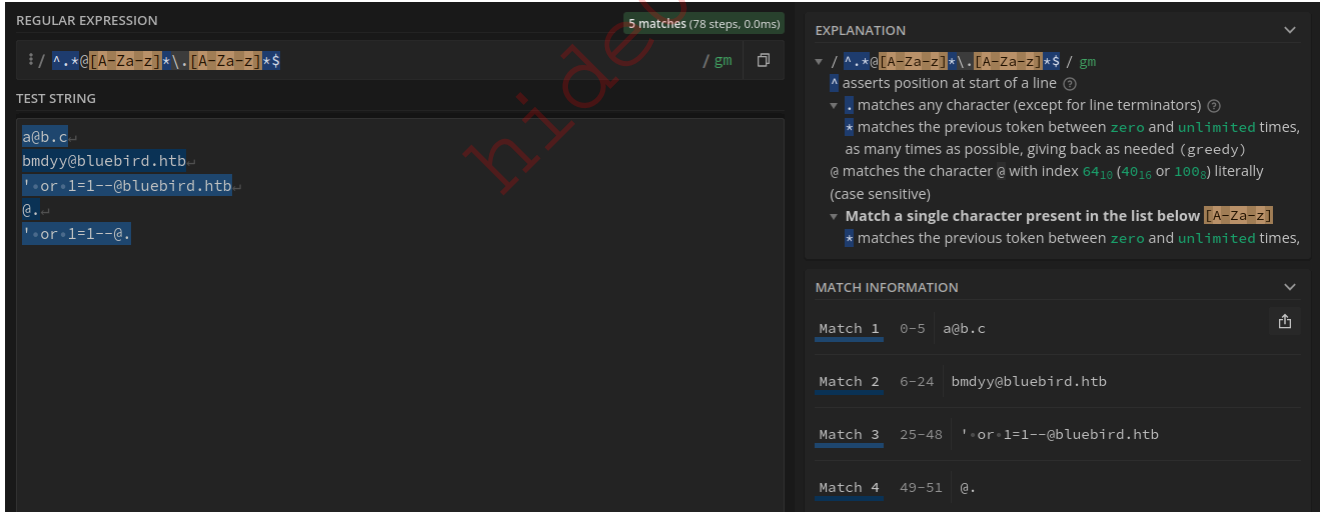 REGULAR EXPRESSION
5 matches (78 steps, 0.0ms)
/ ^.*@[A-Za-z]*\.[A-Za-z]*$ / gm
TEST STRING
a@b.c↵
bmdyy@bluebird.htb↵
'·or·1=1--@bluebird.htb↵
@.↵
'·or·1=1--@.
EXPLANATION
/ ^.*@[A-Za-z]*\.[A-Za-z]*$ / gm
^ asserts position at start of a line
. matches any character (except for line terminators)
* matches the previous token between zero and unlimited times,
as many times as possible, giving back as needed (greedy)
@ matches the character @ with index 64₁₀ (40₁₆ or 100₈) literally
(case sensitive)
Match a single character present in the list below [A-Za-z]
* matches the previous token between zero and unlimited times,
MATCH INFORMATION
Match 1 0-5 a@b.c
Match 2 6-24 bmdyy@bluebird.htb
Match 3 25-48 '·or·1=1--@bluebird.htb
Match 4 49-51 @.